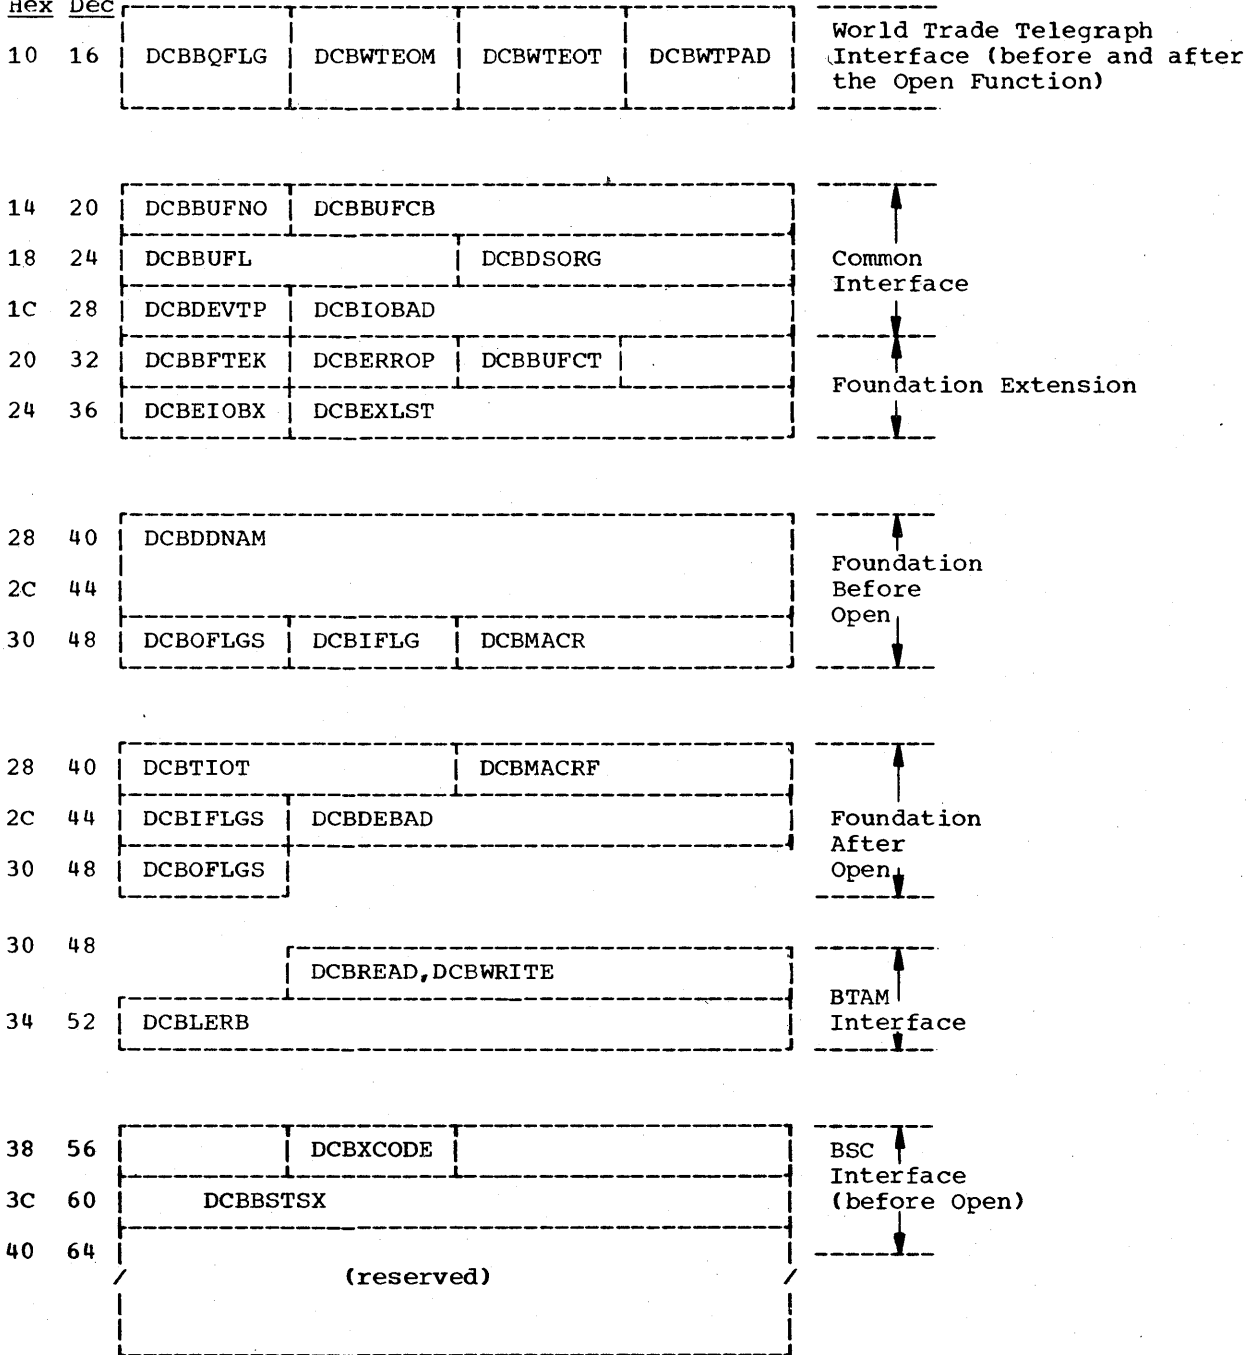 Hex Dec
10 16 DCBBQFLG DCBWTEOM DCBWTEOT DCBWTPAD World Trade Telegraph
Interface (before and after
the Open Function)
14 20 DCBBUFNO DCBBUFCB
18 24 DCBBUFL DCBDSORG Common
Interface
1C 28 DCBDEVTP DCBIOBAD
20 32 DCBBFTEK DCBERROP DCBBUFCT
Foundation Extension
24 36 DCBEIOBX DCBEXLST
28 40 DCBDDNAM
Foundation
2C 44 Before
Open
30 48 DCBOFLGS DCBIFLG DCBMACR
28 40 DCBTIOT DCBMACRF
2C 44 DCBIFLGS DCBDEBAD Foundation
After
30 48 DCBOFLGS Open
30 48
DCBREAD,DCBWRITE
BTAM
34 52 DCBLERB Interface
38 56 DCBXCODE BSC
Interface
3C 60 DCBBSTSX (before Open)
40 64
(reserved)